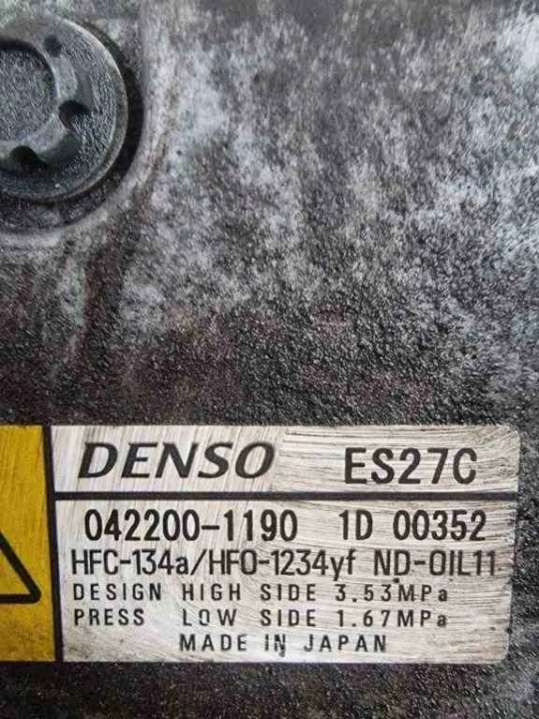 DENSO ES27C
042200-1190 1D 00352
HFC-134a/HFO-1234yf ND-OIL11
DESIGN HIGH SIDE 3.53MPa
PRESS LOW SIDE 1.67MPa
MADE IN JAPAN